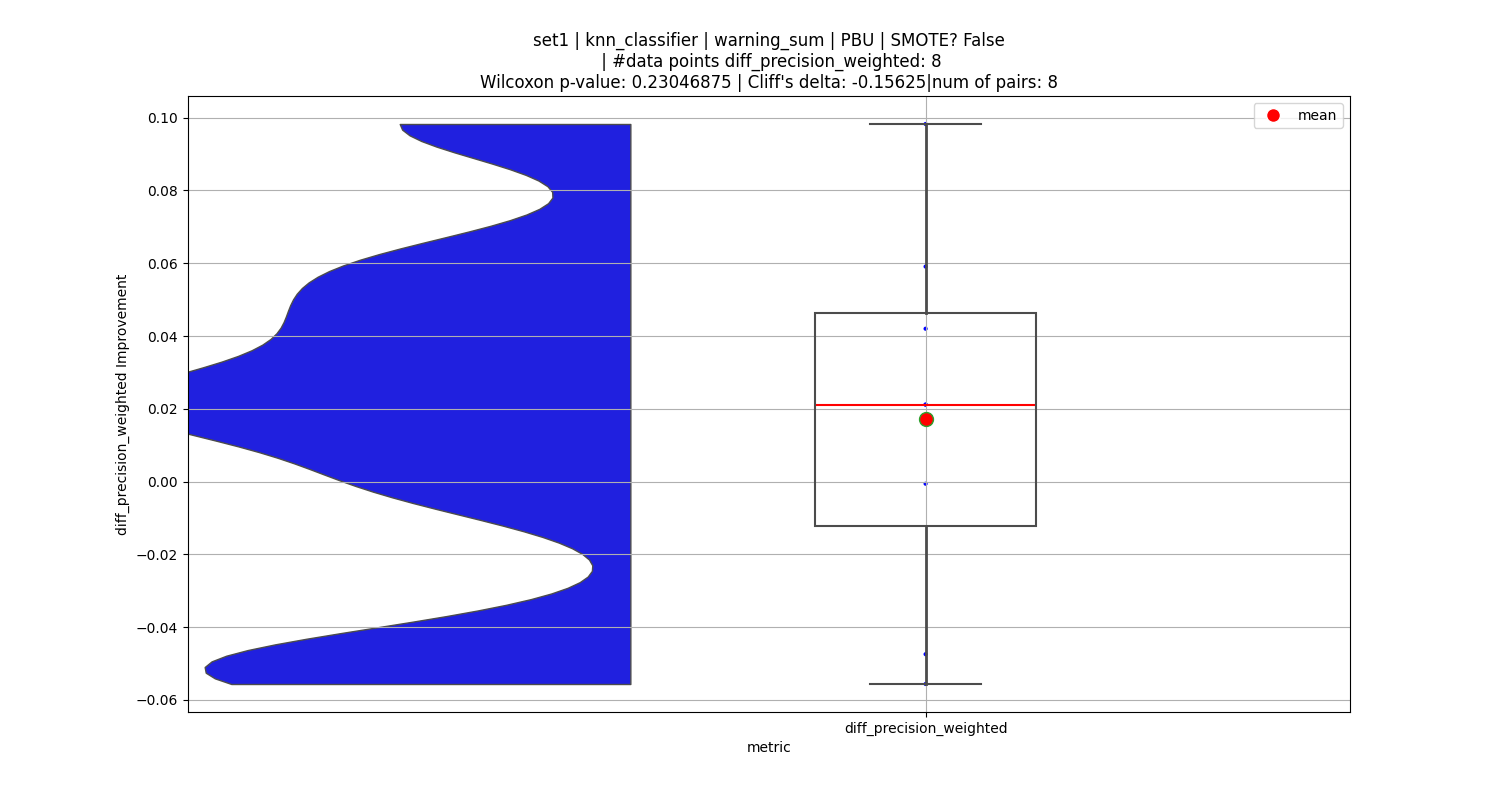 set1 | knn_classifier | warning_sum | PBU | SMOTE? False
| #data points diff_precision_weighted: 8
Wilcoxon p-value: 0.23046875 | Cliff's delta: -0.15625|num of pairs: 8
mean
0.10
0.08
0.06
0.04
0.02
0.00
−0.02
−0.04
−0.06
diff_precision_weighted Improvement
diff_precision_weighted
metric